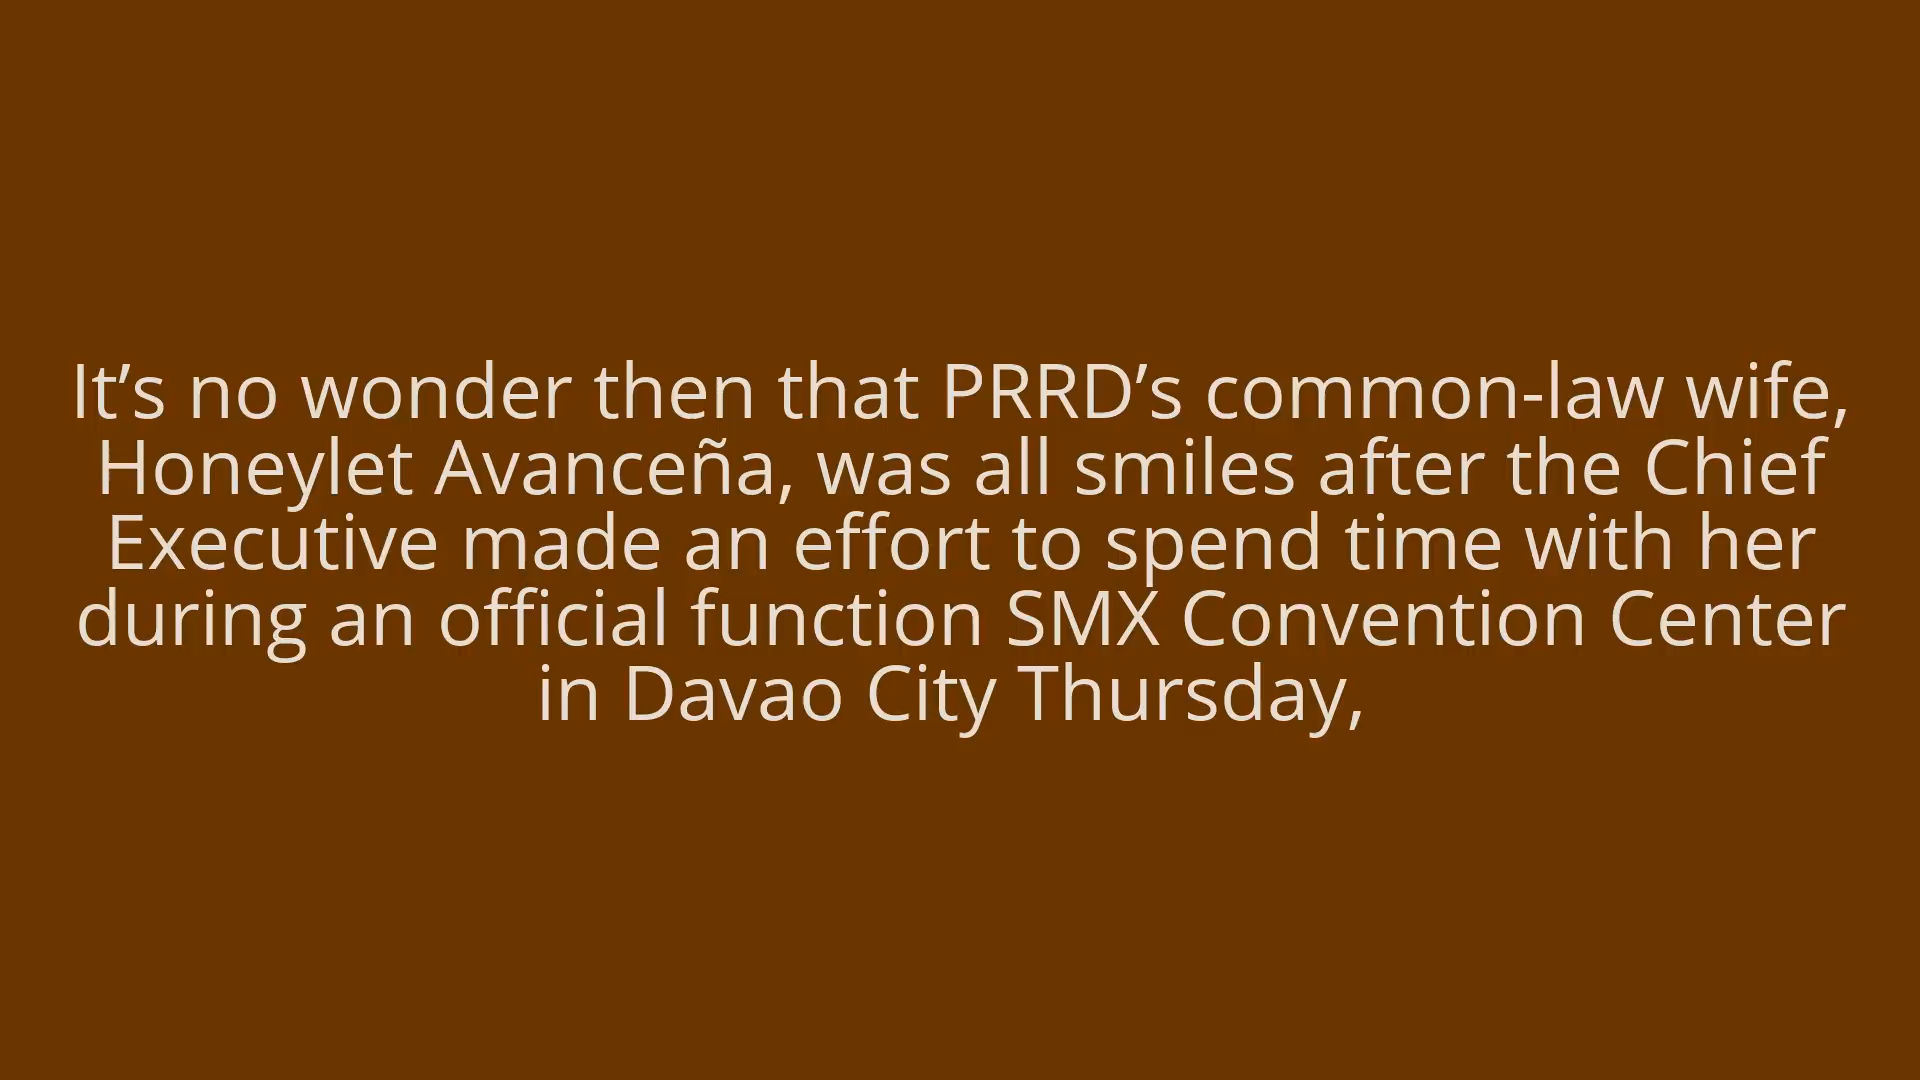 It’s no wonder then that PRRD’s common-law wife,
Honeylet Avanceña, was all smiles after the Chief
Executive made an effort to spend time with her
during an official function SMX Convention Center
in Davao City Thursday,